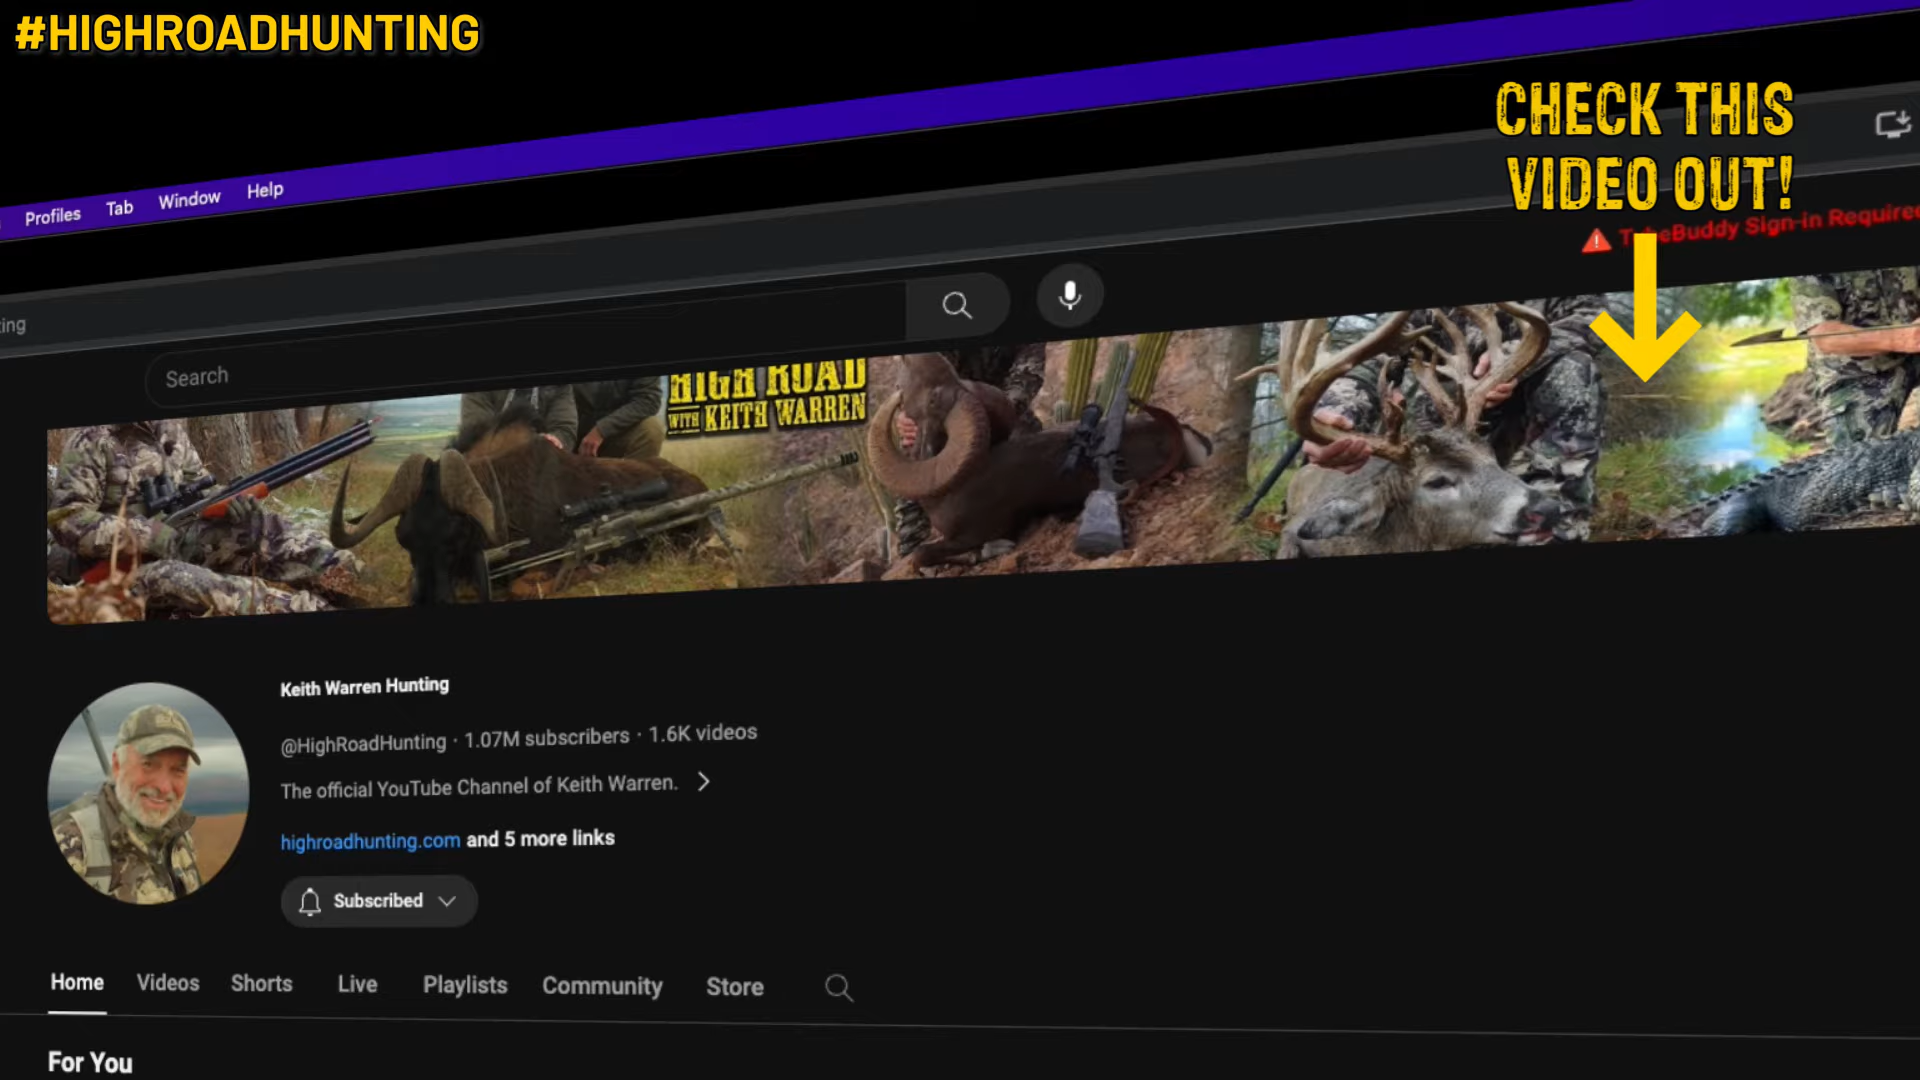 #HIGHROADHUNTING
CHECK THIS
VIDEO OUT!
Profiles Tab Window Help
TubeBuddy Sign-in Required
Search
HIGH ROAD
WITH KEITH WARREN
Keith Warren Hunting
@HighRoadHunting · 1.07M subscribers · 1.6K videos
The official YouTube Channel of Keith Warren.
highroadhunting.com and 5 more links
Subscribed
Home Videos Shorts Live Playlists Community Store
For You